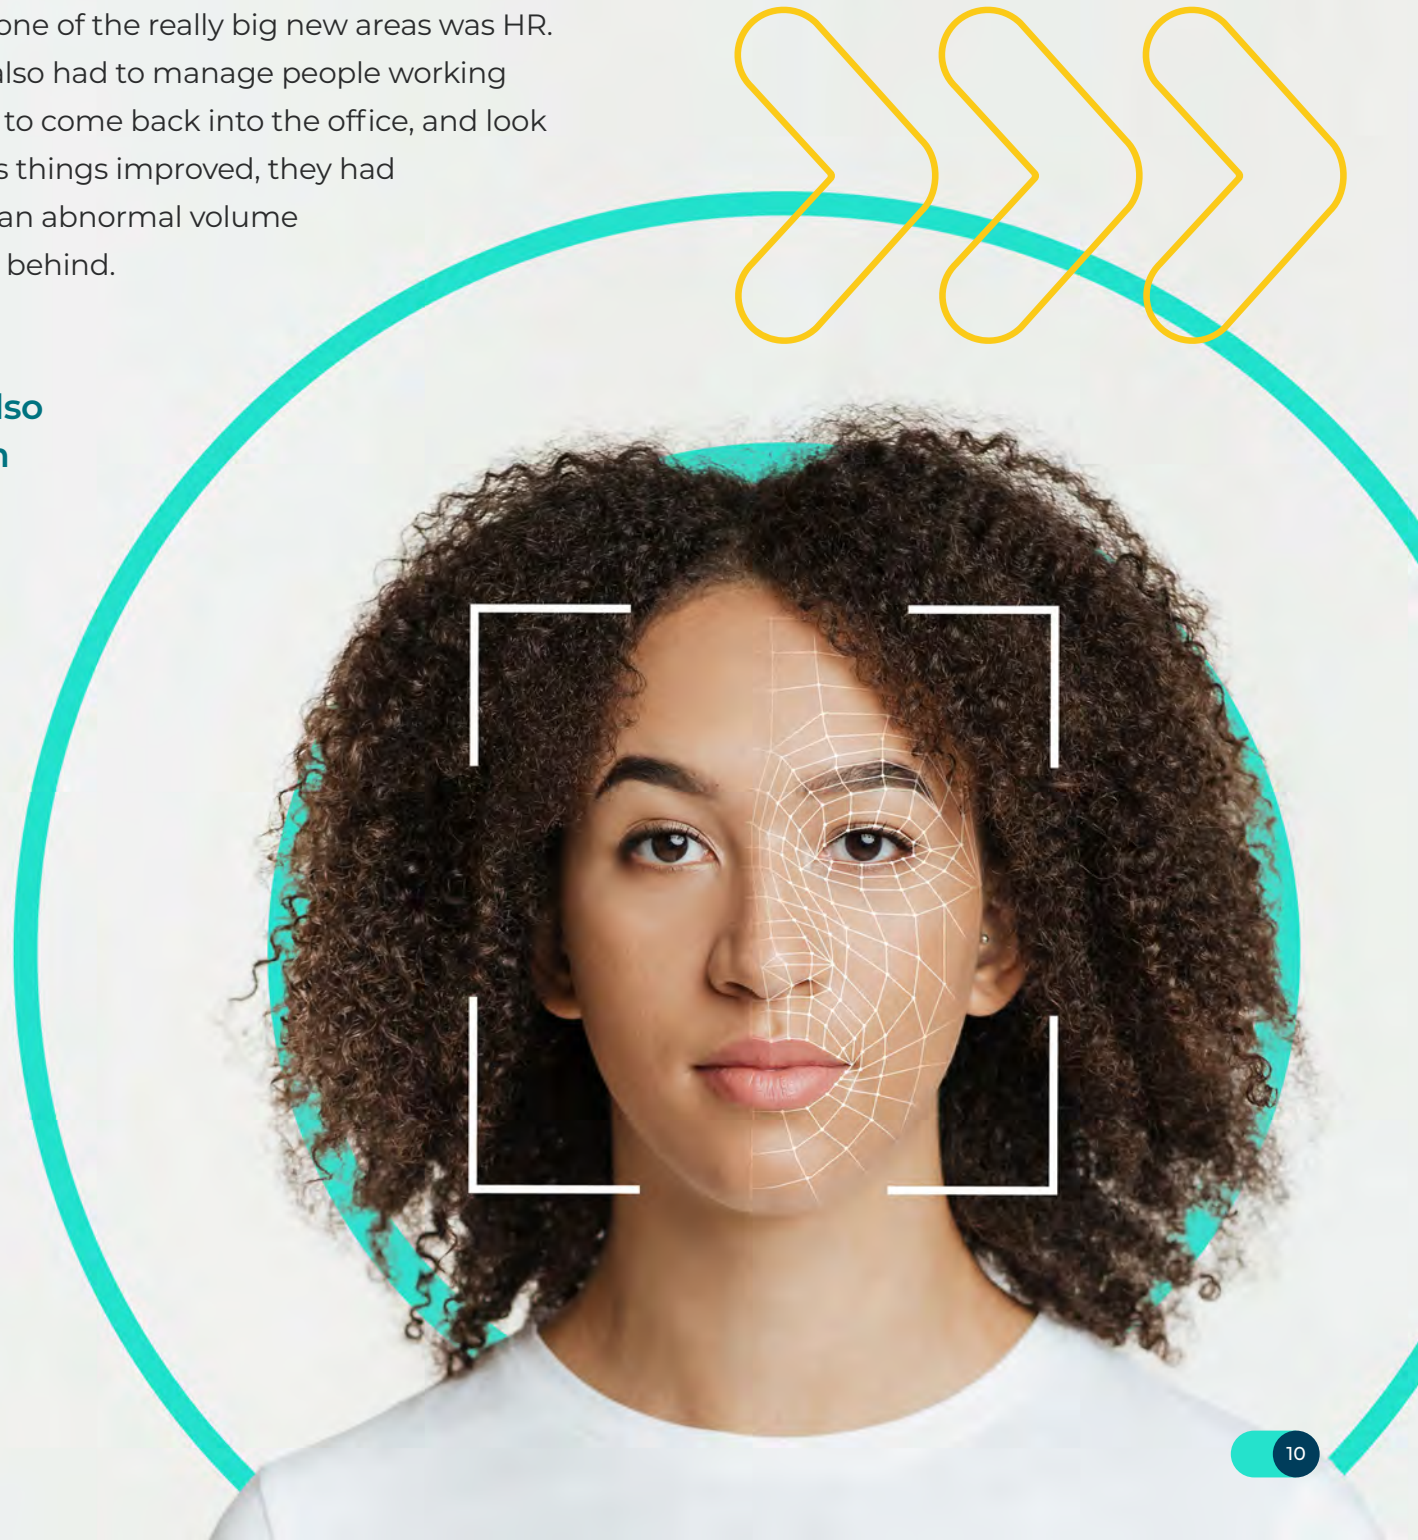 one of the really big new areas was HR.
also had to manage people working
to come back into the office, and look
s things improved, they had
an abnormal volume
behind.
lso
n
10